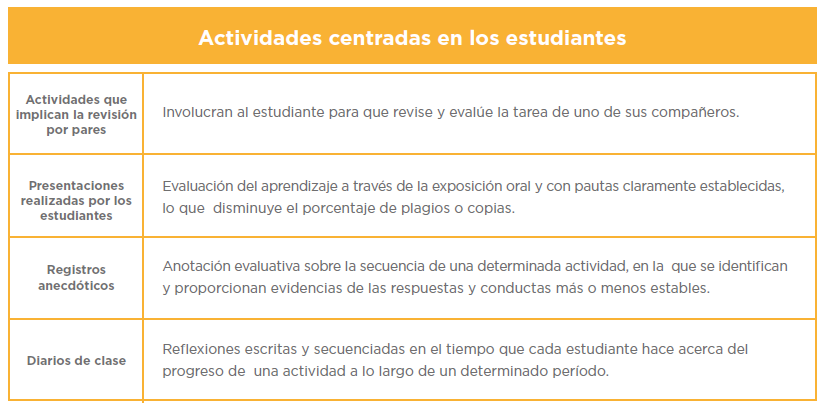 Actividades centradas en los estudiantes
Actividades que
implican la revisión
por pares
Involucran al estudiante para que revise y evalúe la tarea de uno de sus compañeros.
Presentaciones
realizadas por los
estudiantes
Evaluación del aprendizaje a través de la exposición oral y con pautas claramente establecidas,
lo que disminuye el porcentaje de plagios o copias.
Registros
anecdóticos
Anotación evaluativa sobre la secuencia de una determinada actividad, en la que se identifican
y proporcionan evidencias de las respuestas y conductas más o menos estables.
Diarios de clase
Reflexiones escritas y secuenciadas en el tiempo que cada estudiante hace acerca del
progreso de una actividad a lo largo de un determinado período.